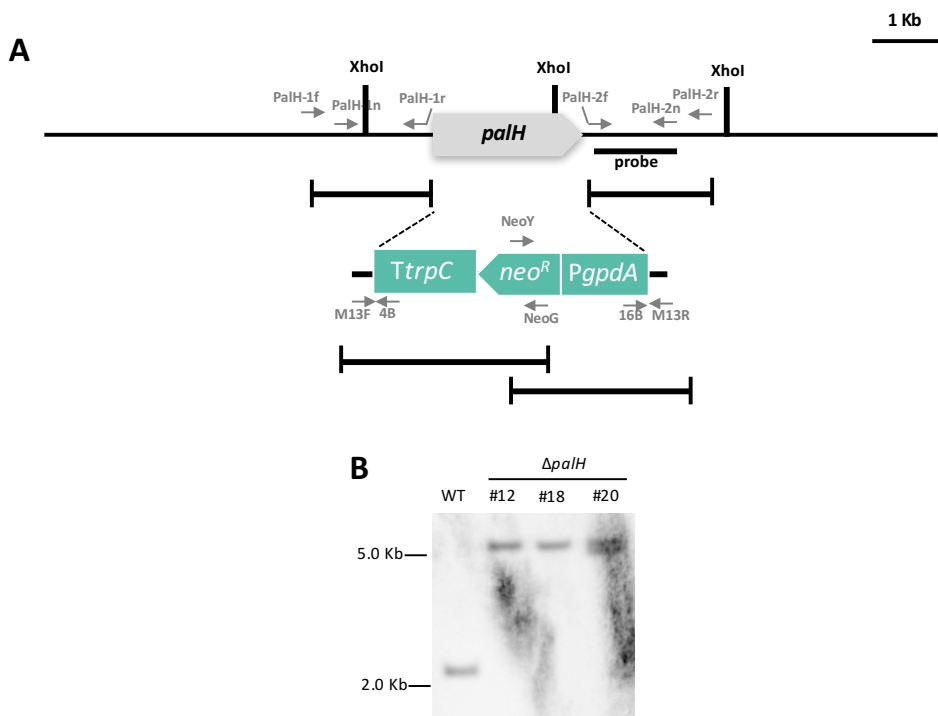 1 Kb
A
XhoI
XhoI
XhoI
PalH-1f
PalH-1n
PalH-1r
PalH-2f
PalH-2n
PalH-2r
palH
probe
NeoY
TtrpC
neoR
PgpdA
M13F
4B
NeoG
16B
M13R
B
ΔpalH
WT
#12
#18
#20
5.0 Kb
2.0 Kb